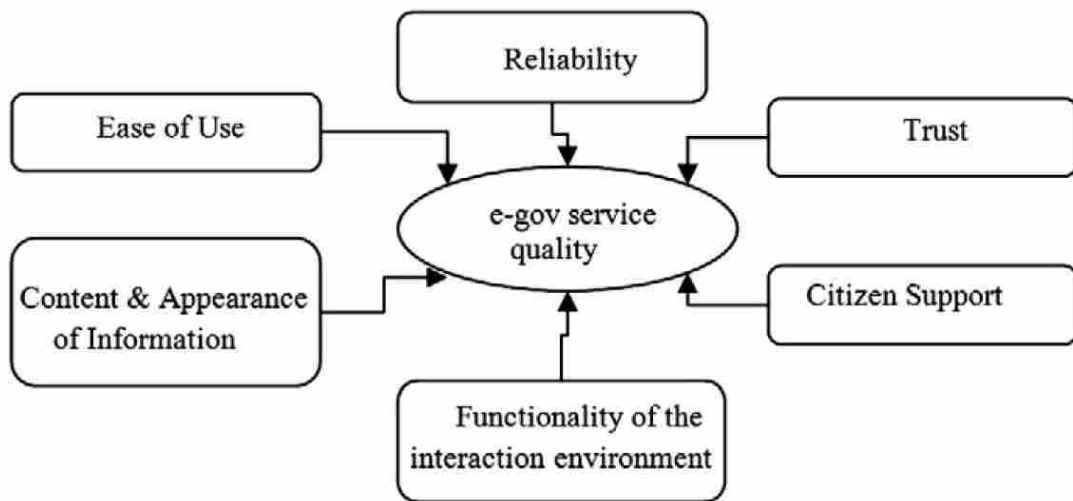 Reliability
Ease of Use
Trust
e-gov service
quality
Content & Appearance
of Information
Citizen Support
Functionality of the
interaction environment